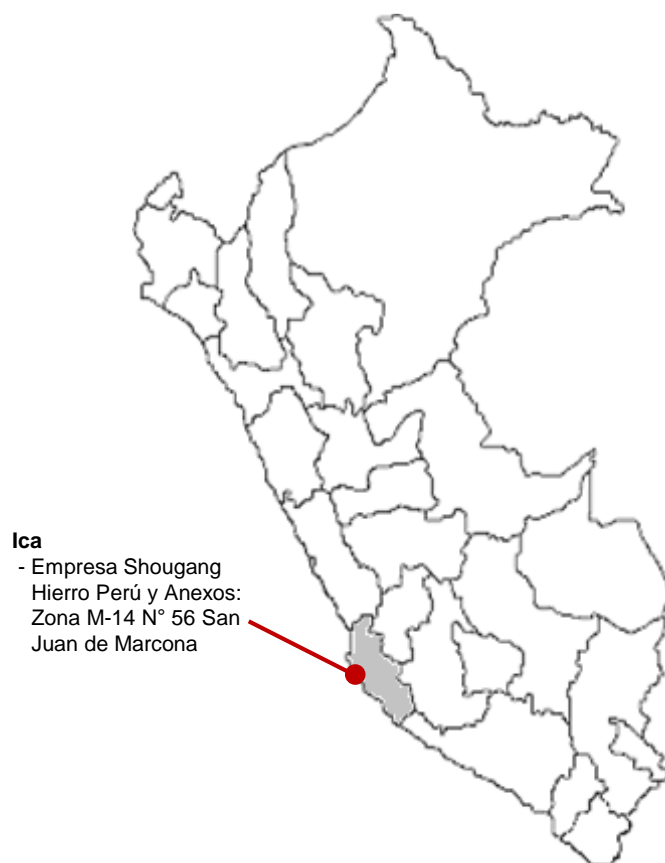 Ica
- Empresa Shougang
Hierro Perú y Anexos:
Zona M-14 N° 56 San
Juan de Marcona